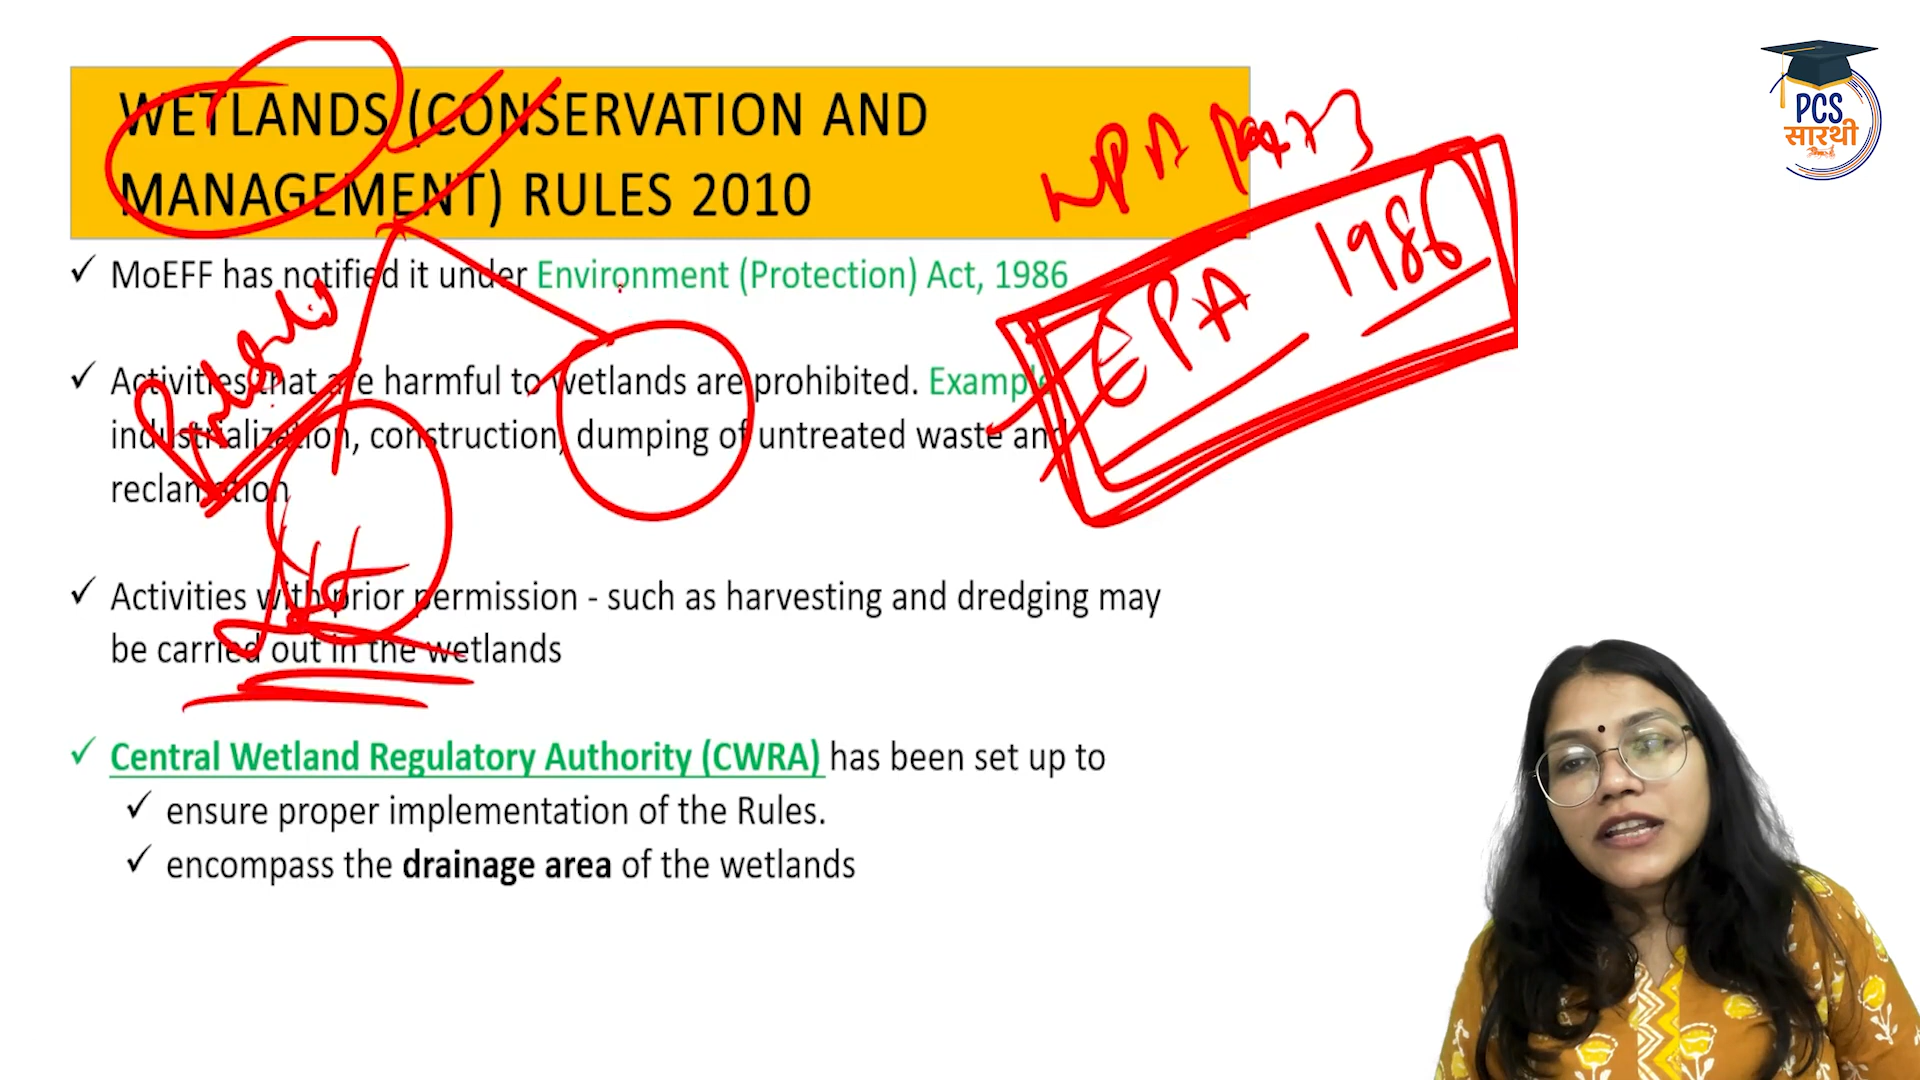 PCS
सारथी
WETLANDS (CONSERVATION AND
MANAGEMENT) RULES 2010
WPA
EPA 1986
✓ MoEFF has notified it under Environment (Protection) Act, 1986
✓ Activities that are harmful to wetlands are prohibited. Example
industrialization, construction, dumping of untreated waste and
reclamation
✓ Activities with prior permission - such as harvesting and dredging may
be carried out in the wetlands
✓ Central Wetland Regulatory Authority (CWRA) has been set up to
✓ ensure proper implementation of the Rules.
✓ encompass the drainage area of the wetlands